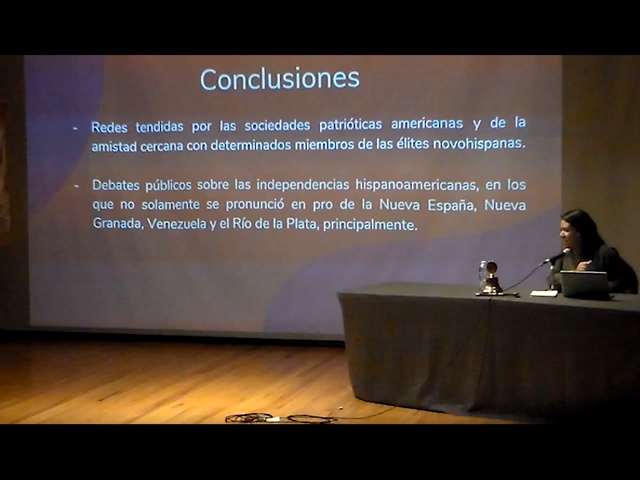 Conclusiones
- Redes tendidas por las sociedades patrióticas americanas y de la
amistad cercana con determinados miembros de las élites novohispanas.
- Debates públicos sobre las independencias hispanoamericanas, en los
que no solamente se pronunció en pro de la Nueva España, Nueva
Granada, Venezuela y el Río de la Plata, principalmente.